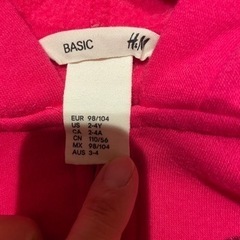 BASIC H&M
EUR 98/104
US 2-4Y
CA 2-4A
CN 110/56
MX 98/104
AUS 3-4